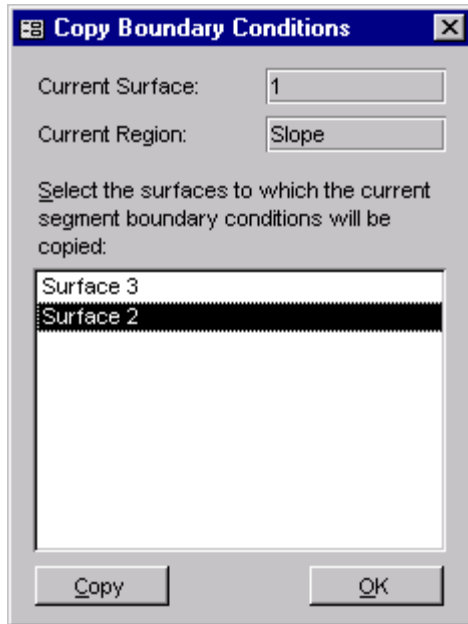 Copy Boundary Conditions
Current Surface: 1
Current Region: Slope
Select the surfaces to which the current
segment boundary conditions will be
copied:
Surface 3
Surface 2
Copy OK